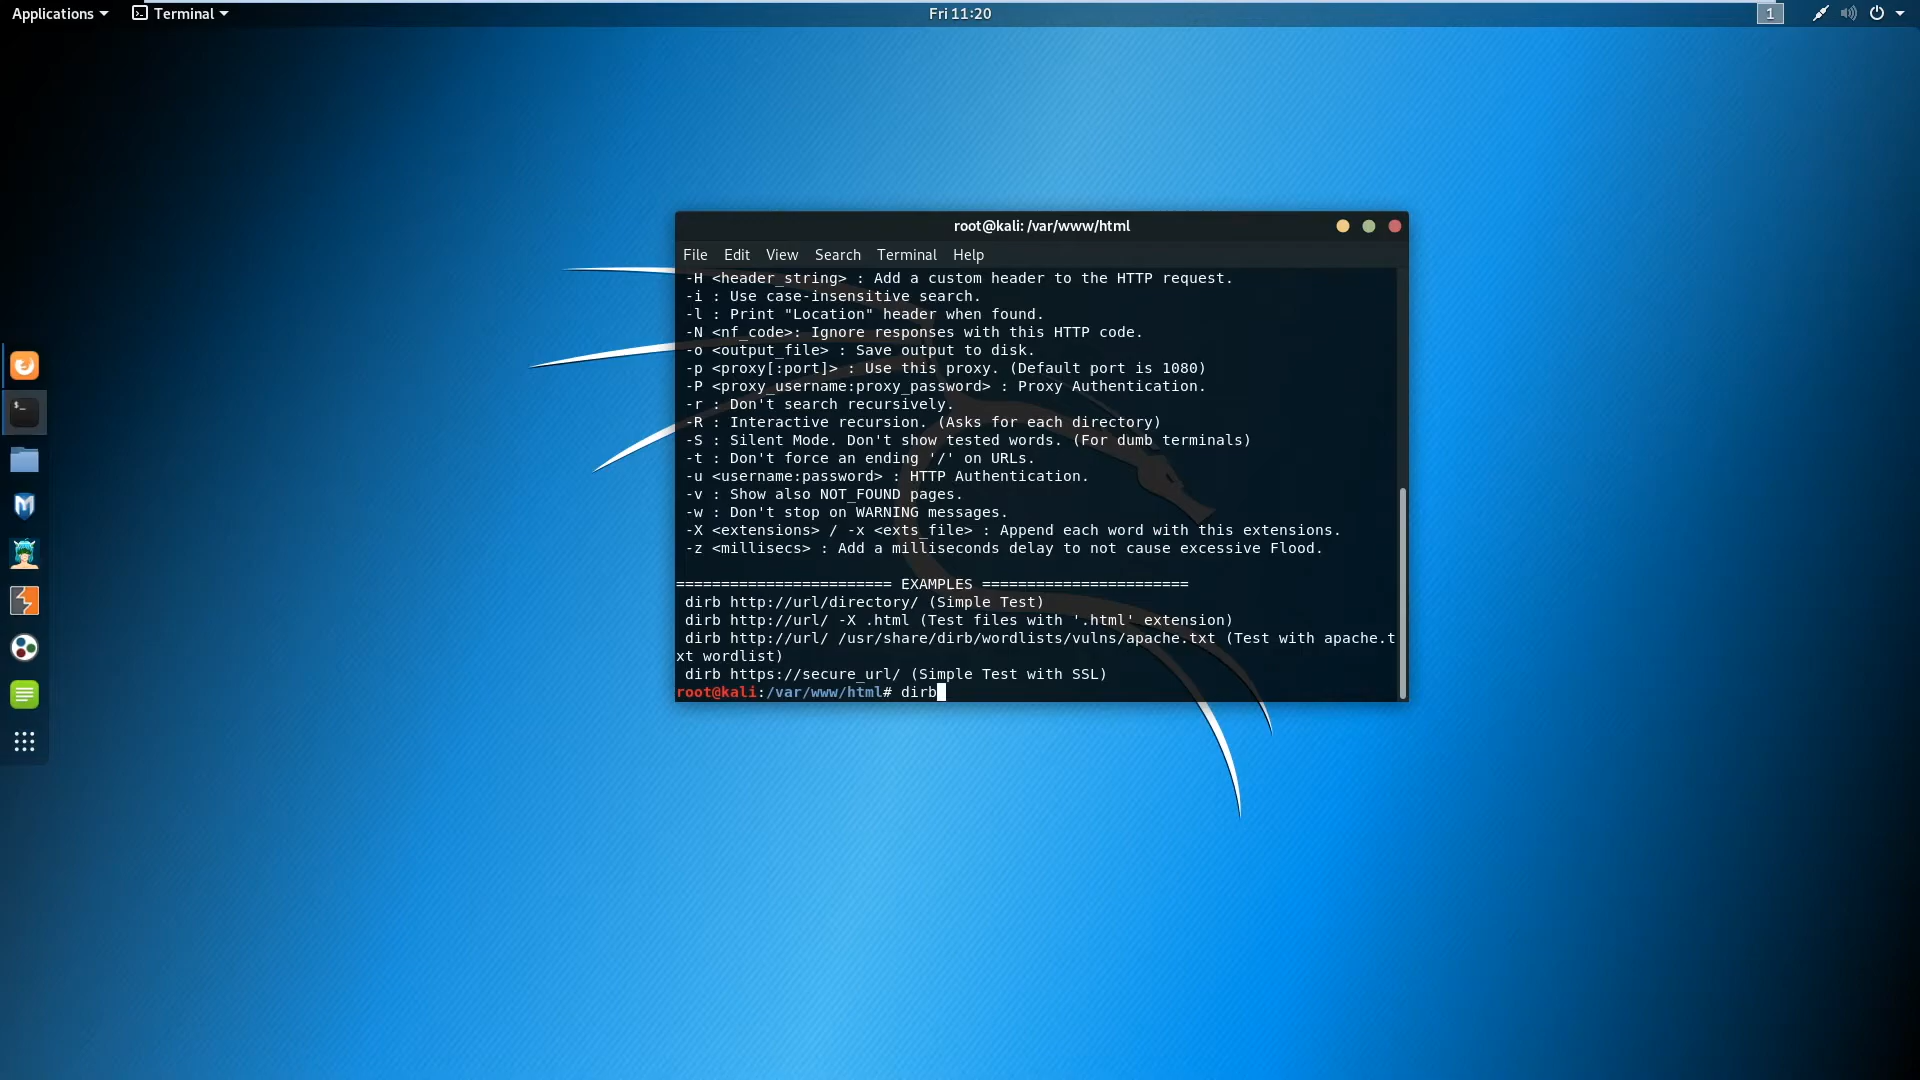 Applications Terminal Fri 11:20 1
root@kali: /var/www/html
File Edit View Search Terminal Help
-H <header_string> : Add a custom header to the HTTP request.
-i : Use case-insensitive search.
-l : Print "Location" header when found.
-N <nf_code>: Ignore responses with this HTTP code.
-o <output_file> : Save output to disk.
-p <proxy[:port]> : Use this proxy. (Default port is 1080)
-P <proxy_username:proxy_password> : Proxy Authentication.
-r : Don't search recursively.
-R : Interactive recursion. (Asks for each directory)
-S : Silent Mode. Don't show tested words. (For dumb terminals)
-t : Don't force an ending '/' on URLs.
-u <username:password> : HTTP Authentication.
-v : Show also NOT_FOUND pages.
-w : Don't stop on WARNING messages.
-X <extensions> / -x <exts_file> : Append each word with this extensions.
-z <millisecs> : Add a milliseconds delay to not cause excessive Flood.
======================== EXAMPLES =======================
dirb http://url/directory/ (Simple Test)
dirb http://url/ -X .html (Test files with '.html' extension)
dirb http://url/ /usr/share/dirb/wordlists/vulns/apache.txt (Test with apache.t
xt wordlist)
dirb https://secure_url/ (Simple Test with SSL)
root@kali:/var/www/html# dirb